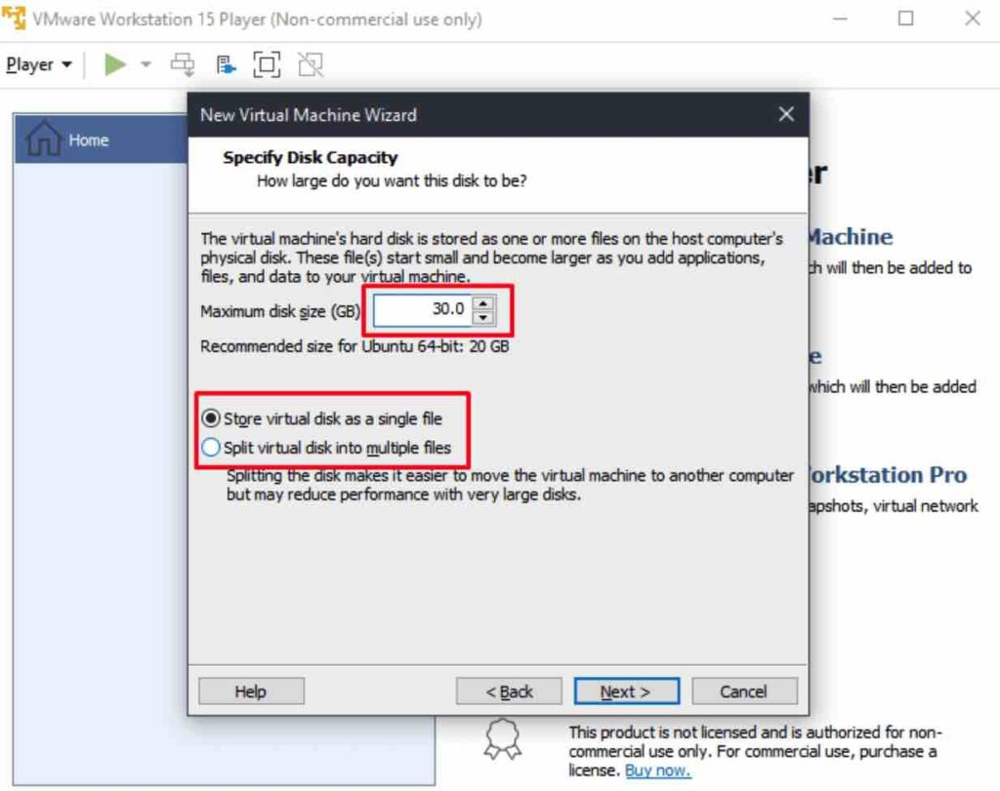 VMware Workstation 15 Player (Non-commercial use only)
Player
Home
New Virtual Machine Wizard
Specify Disk Capacity
How large do you want this disk to be?
The virtual machine's hard disk is stored as one or more files on the host computer's
physical disk. These file(s) start small and become larger as you add applications,
files, and data to your virtual machine.
Maximum disk size (GB)
30.0
Recommended size for Ubuntu 64-bit: 20 GB
Store virtual disk as a single file
Split virtual disk into multiple files
Splitting the disk makes it easier to move the virtual machine to another computer
but may reduce performance with very large disks.
Help
< Back
Next >
Cancel
er
Machine
ch will then be added to
e
which will then be added
orkstation Pro
apshots, virtual network
This product is not licensed and is authorized for non-
commercial use only. For commercial use, purchase a
license. Buy now.